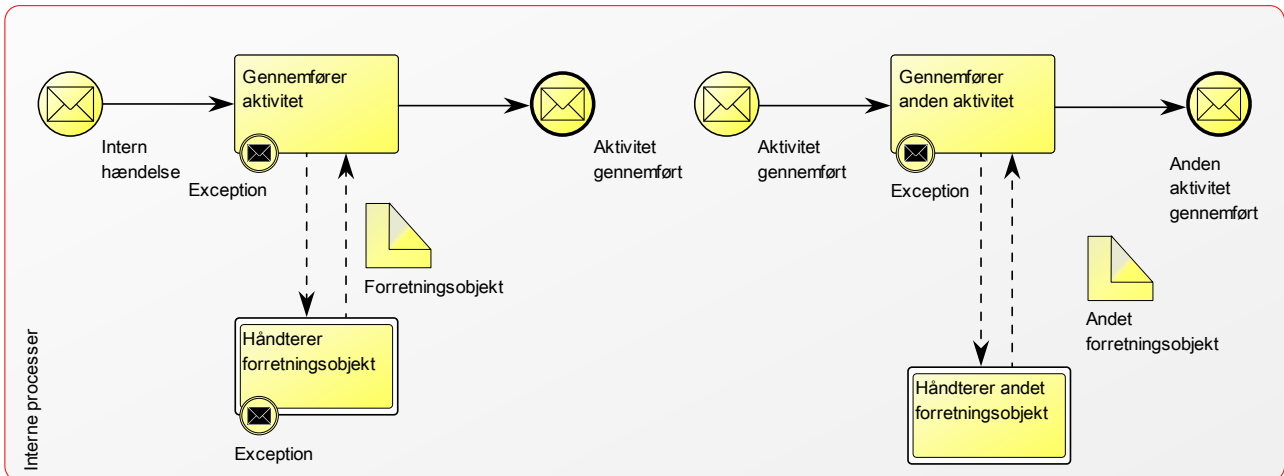 Gennemfører
aktivitet
Intern
hændelse
Exception
Aktivitet
gennemført
Forretningsobjekt
Håndterer
forretningsobjekt
Exception
Aktivitet
gennemført
Gennemfører
anden aktivitet
Exception
Anden
aktivitet
gennemført
Andet
forretningsobjekt
Håndterer andet
forretningsobjekt
Interne processer